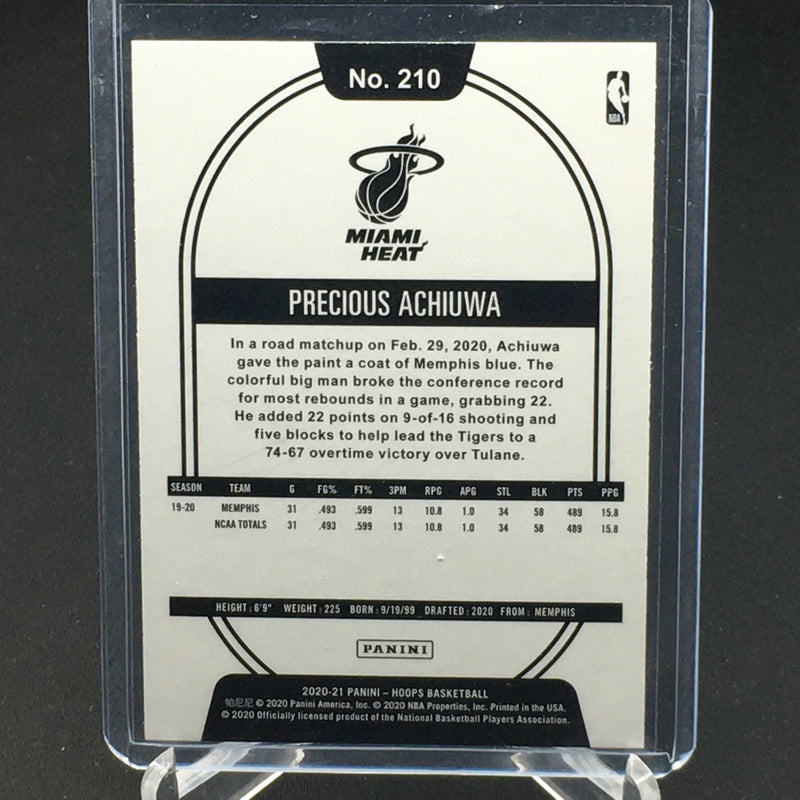 No. 210
NBA
MIAMI
HEAT
PRECIOUS ACHIUWA
In a road matchup on Feb. 29, 2020, Achiuwa
gave the paint a coat of Memphis blue. The
colorful big man broke the conference record
for most rebounds in a game, grabbing 22.
He added 22 points on 9-of-16 shooting and
five blocks to help lead the Tigers to a
74-67 overtime victory over Tulane.
SEASON TEAM G FG% FT% 3PM RPG APG STL BLK PTS PPG
19-20 MEMPHIS 31 .493 .599 13 10.8 1.0 34 58 489 15.8
NCAA TOTALS 31 .493 .599 13 10.8 1.0 34 58 489 15.8
HEIGHT: 6'9" WEIGHT: 225 BORN: 9/19/99 DRAFTED: 2020 FROM: MEMPHIS
PANINI
2020-21 PANINI – HOOPS BASKETBALL
帕尼尼 © 2020 Panini America, Inc. © 2020 NBA Properties, Inc. Printed in the USA.
© 2020 Officially licensed product of the National Basketball Players Association.